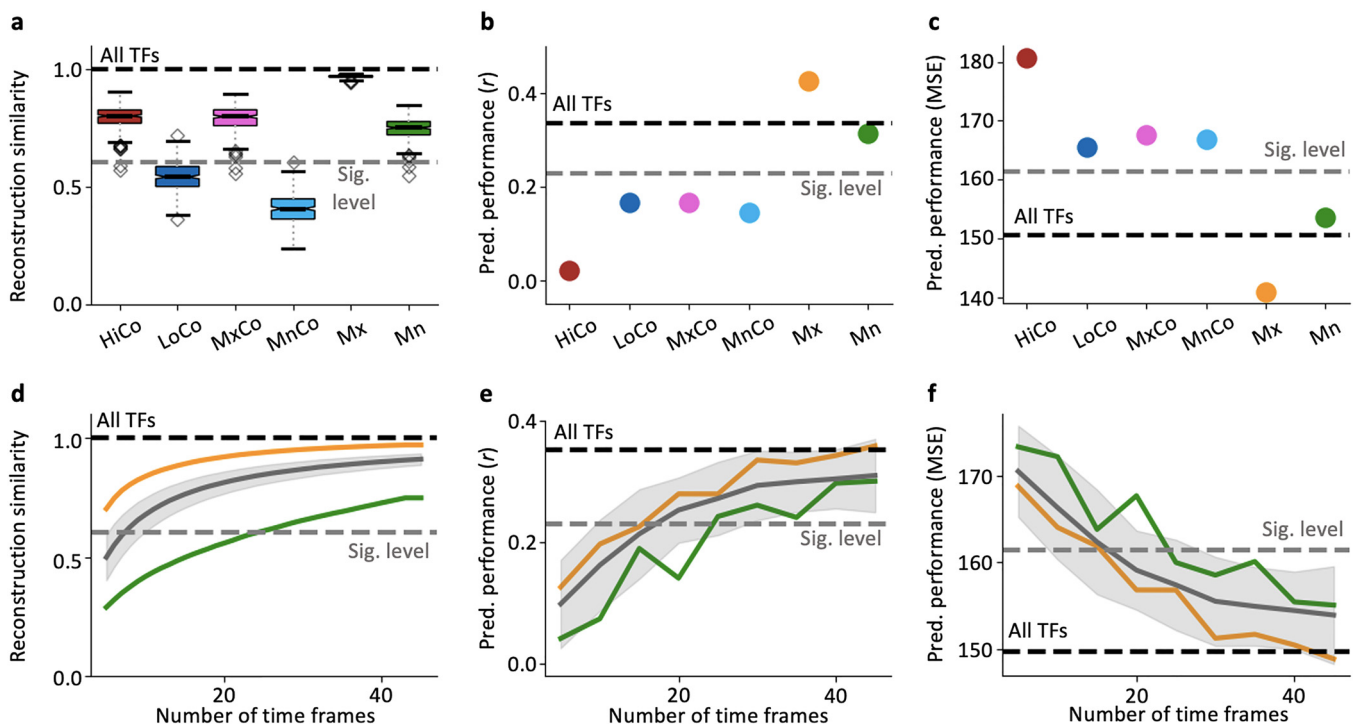 a
All TFs
Reconstruction similarity
1.0
0.5
0.0
Sig.
level
HiCo
LoCo
MxCo
MnCo
Mx
Mn
b
All TFs
Pred. performance (r)
0.4
0.2
0.0
Sig. level
HiCo
LoCo
MxCo
MnCo
Mx
Mn
c
Pred. performance (MSE)
180
170
160
150
140
Sig. level
All TFs
HiCo
LoCo
MxCo
MnCo
Mx
Mn
d
All TFs
Reconstruction similarity
1.0
0.5
0.0
Sig. level
20
40
Number of time frames
e
All TFs
Pred. performance (r)
0.4
0.2
0.0
Sig. level
20
40
Number of time frames
f
Pred. performance (MSE)
170
160
150
Sig. level
All TFs
20
40
Number of time frames